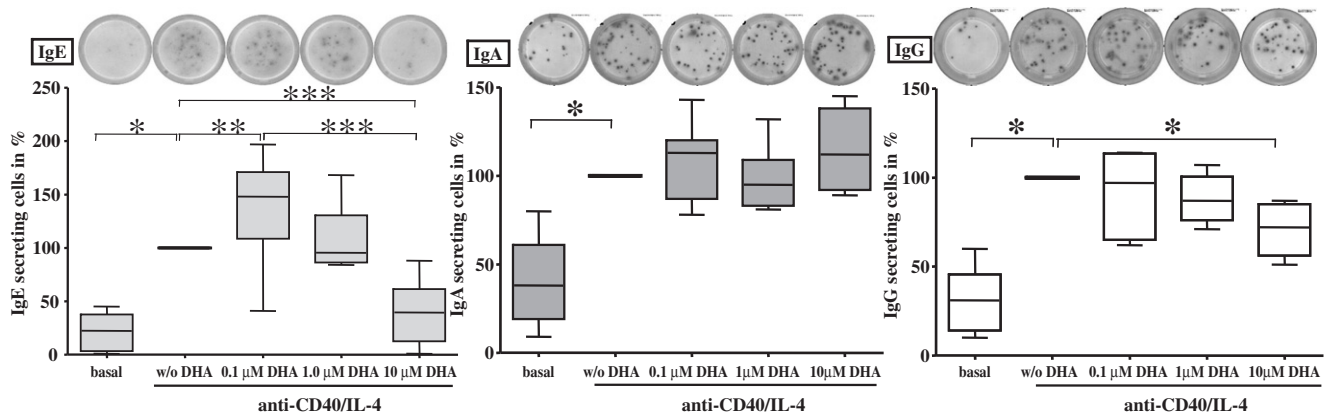 IgE
250
200
150
100
50
0
IgE secreting cells in %
*** 
* ** ***
basal w/o DHA 0.1 μM DHA 1.0 μM DHA 10 μM DHA
anti-CD40/IL-4
IgA
150
100
50
0
IgA secreting cells in %
*
basal w/o DHA 0.1 μM DHA 1μM DHA 10μM DHA
anti-CD40/IL-4
IgG
150
100
50
0
IgG secreting cells in %
* *
basal w/o DHA 0.1 μM DHA 1μM DHA 10μM DHA
anti-CD40/IL-4